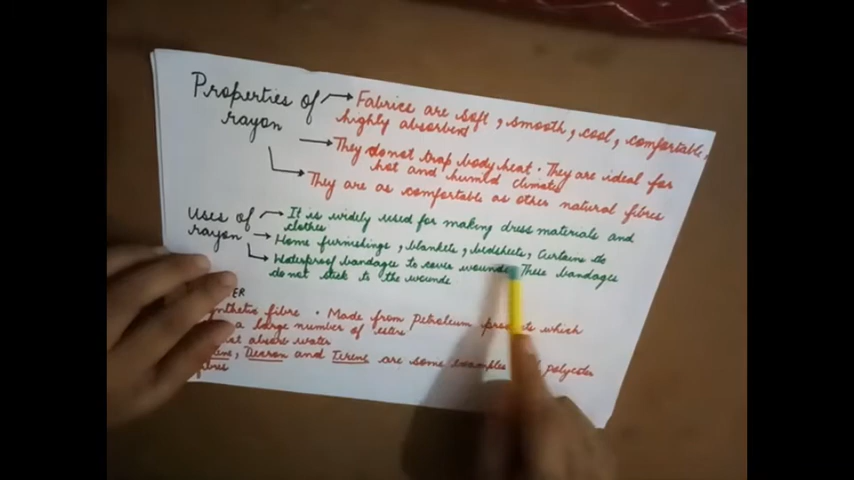 Properties of
rayon
Fabrics are soft, smooth, cool, comfortable,
highly absorbent
They donot trap body heat. They are ideal for
hot and humid climate
They are as comfortable as other natural fibres
Uses of
rayon
It is widely used for making dress materials and
clothes
Home furnishings, blankets, bedsheets, Curtains
Waterproof bandages to cover wounds These bandages
donot stick to the wounds
fibre. Made from Petroleum which
a large number of
absorb water
Dacron and Terene are some examples polyester
fibres